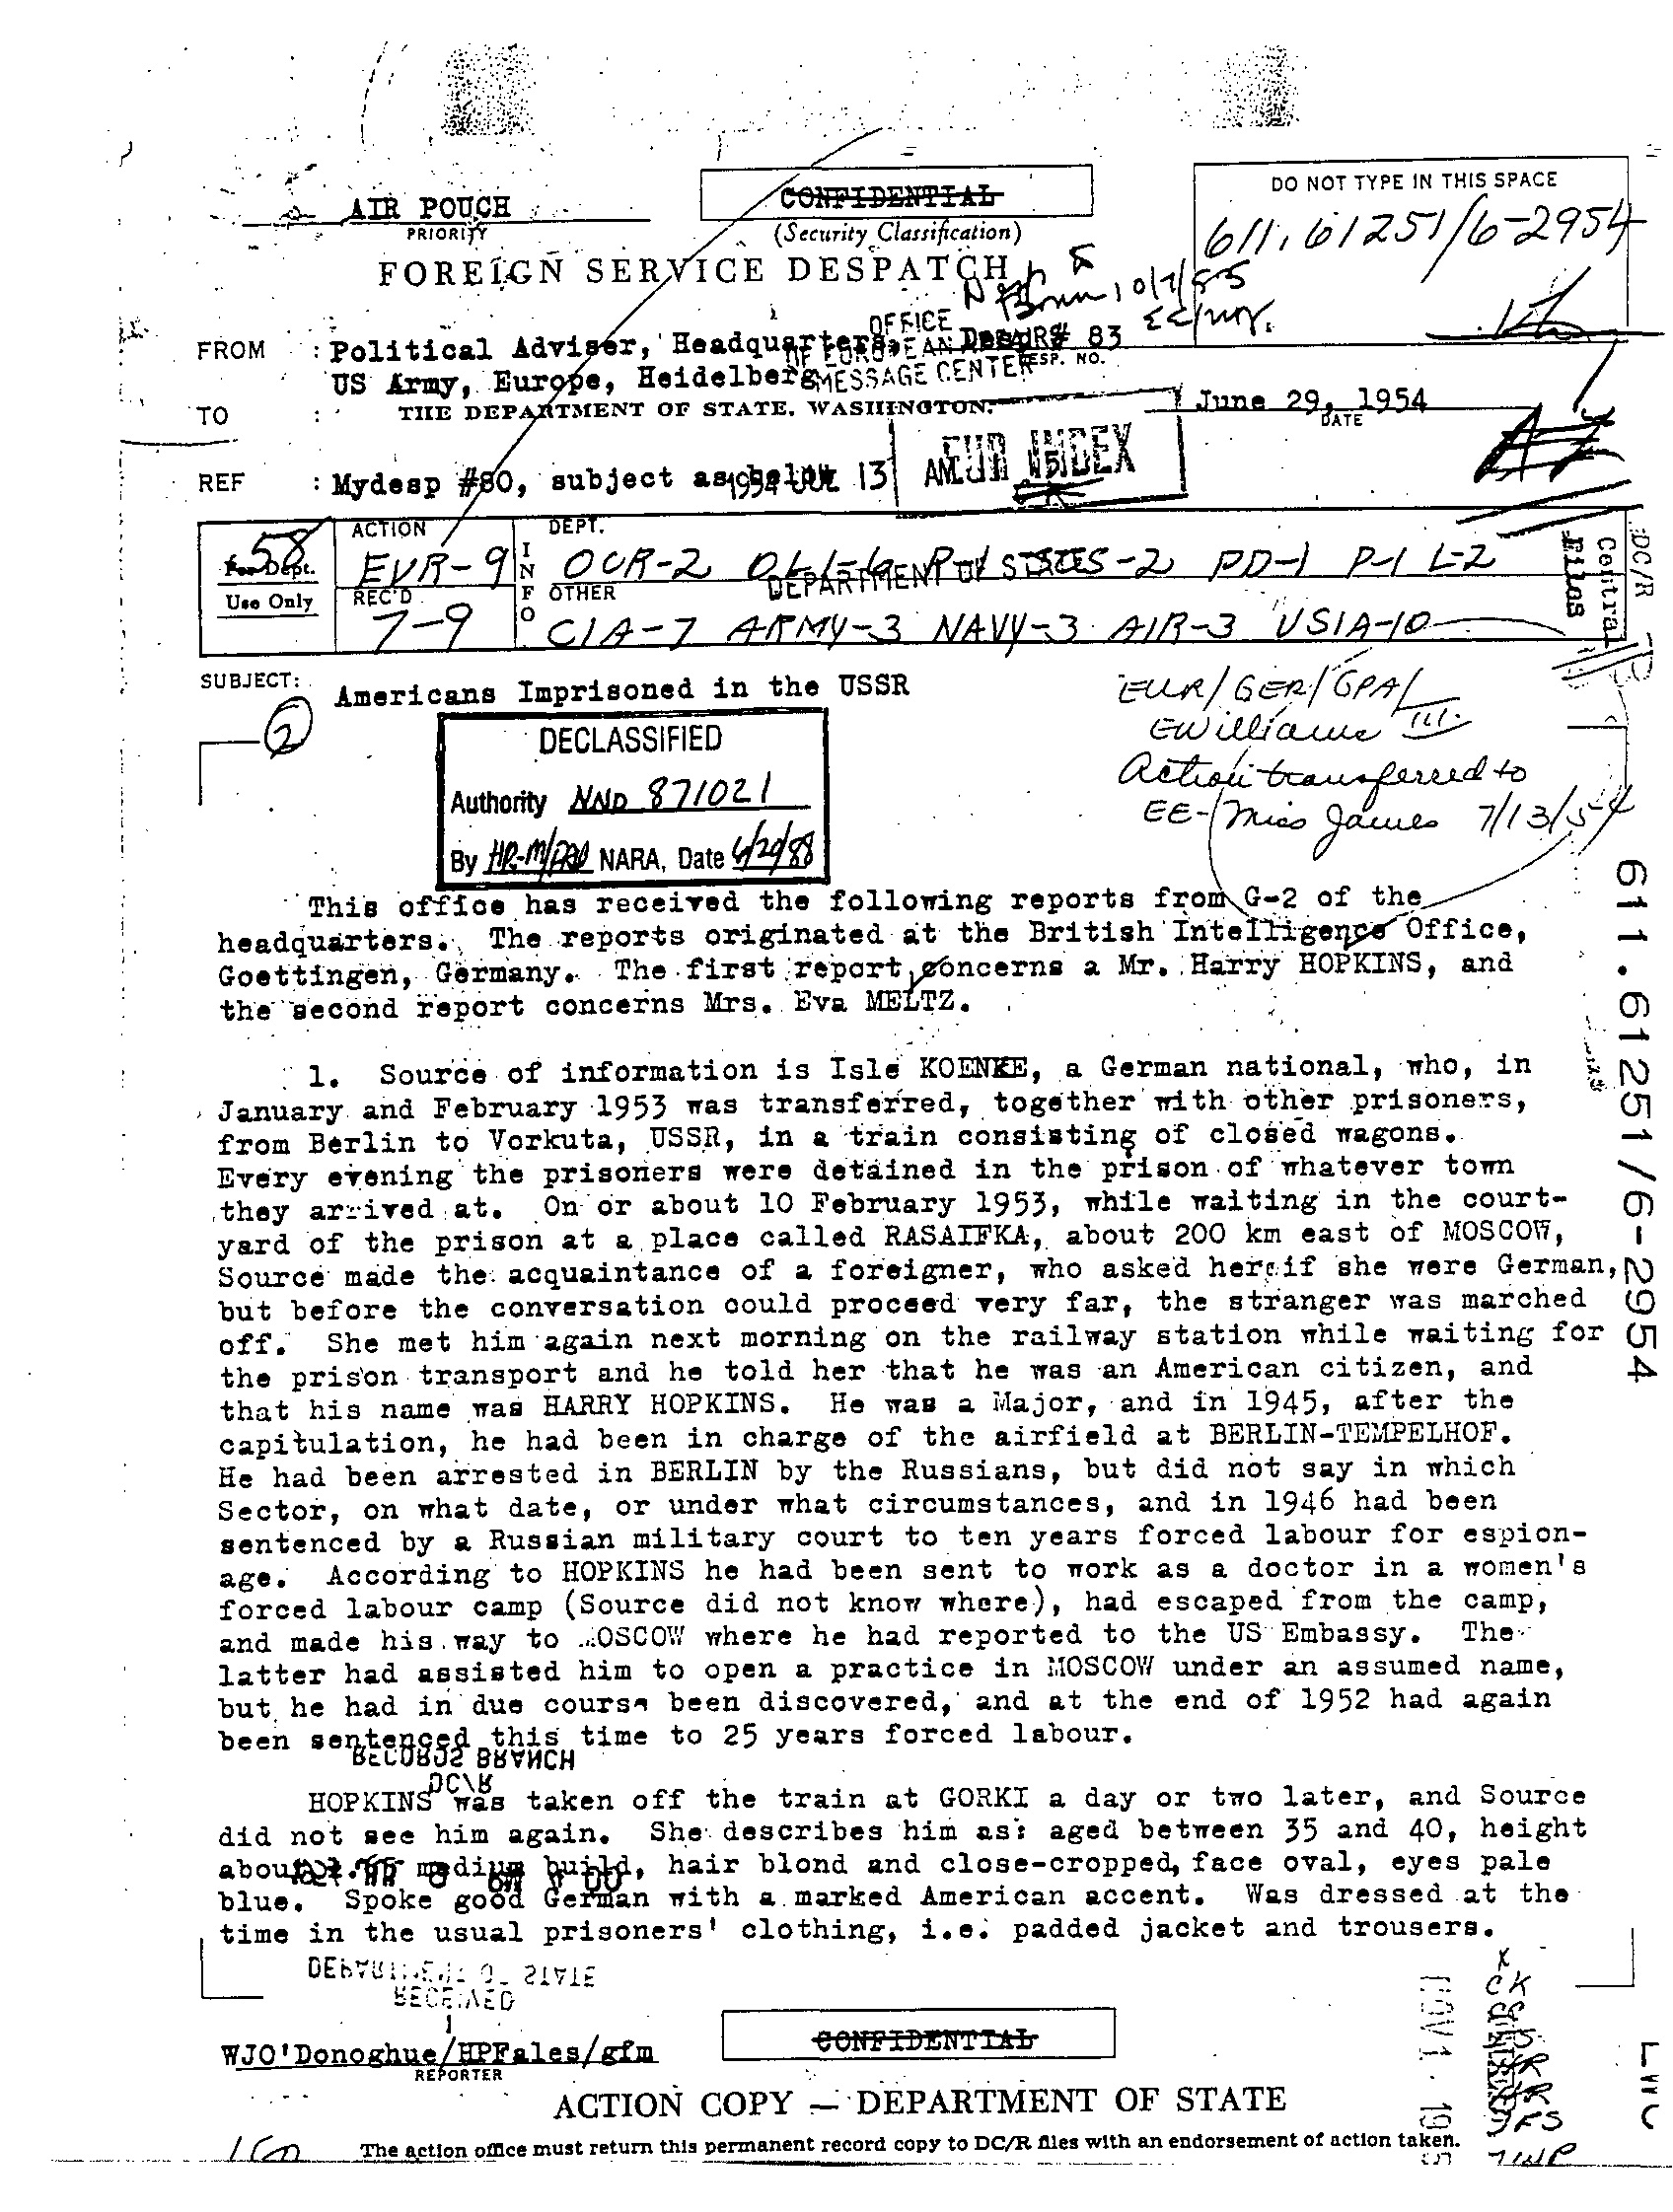 AIR POUCH
PRIORITY
CONFIDENTIAL
(Security Classification)
DO NOT TYPE IN THIS SPACE
611.61251/6-2954
FOREIGN SERVICE DESPATCH
10/7/55
FROM : Political Adviser, Headquarters, DespR# 83
DESP. NO.
US Army, Europe, Heidelberg
OFFICE
OF EUROPEAN
MESSAGE CENTER
TO : THE DEPARTMENT OF STATE, WASHINGTON.
June 29, 1954
DATE
REF : Mydesp #80, subject as below
1954 JUL 13 AM
EUR INDEX
58
For Dept.
Use Only
ACTION
EUR-9
REC'D
7-9
INFO
DEPT.
OCR-2 OLI-6 PD-1 P-1 L-2
DEPARTMENT OF STATE
OTHER
CIA-7 ARMY-3 NAVY-3 AIR-3 USIA-10
DC/R
Central
Files
SUBJECT: Americans Imprisoned in the USSR
2
EUR/GER/GPA/
EWilliams III
Action transferred to
EE-Miss James 7/13/54
DECLASSIFIED
Authority NND 871021
By NARA, Date 6/20/88
This office has received the following reports from G-2 of the
headquarters. The reports originated at the British Intelligence Office,
Goettingen, Germany. The first report concerns a Mr. Harry HOPKINS, and
the second report concerns Mrs. Eva MELTZ.
1. Source of information is Isle KOENKE, a German national, who, in
January and February 1953 was transferred, together with other prisoners,
from Berlin to Vorkuta, USSR, in a train consisting of closed wagons.
Every evening the prisoners were detained in the prison of whatever town
they arrived at. On or about 10 February 1953, while waiting in the court-
yard of the prison at a place called RASAIFKA, about 200 km east of MOSCOW,
Source made the acquaintance of a foreigner, who asked her if she were German,
but before the conversation could proceed very far, the stranger was marched
off. She met him again next morning on the railway station while waiting for
the prison transport and he told her that he was an American citizen, and
that his name was HARRY HOPKINS. He was a Major, and in 1945, after the
capitulation, he had been in charge of the airfield at BERLIN-TEMPELHOF.
He had been arrested in BERLIN by the Russians, but did not say in which
Sector, on what date, or under what circumstances, and in 1946 had been
sentenced by a Russian military court to ten years forced labour for espion-
age. According to HOPKINS he had been sent to work as a doctor in a women's
forced labour camp (Source did not know where), had escaped from the camp,
and made his way to MOSCOW where he had reported to the US Embassy. The
latter had assisted him to open a practice in MOSCOW under an assumed name,
but he had in due course been discovered, and at the end of 1952 had again
been sentenced this time to 25 years forced labour.
RECORDS BRANCH
DC/R
HOPKINS was taken off the train at GORKI a day or two later, and Source
did not see him again. She describes him as: aged between 35 and 40, height
about medium build, hair blond and close-cropped, face oval, eyes pale
blue. Spoke good German with a marked American accent. Was dressed at the
time in the usual prisoners' clothing, i.e. padded jacket and trousers.
DEPARTMENT OF STATE
RECEIVED
611.61251/6-2954
WJO'Donoghue/HPFales/gfm
REPORTER
CONFIDENTIAL
ACTION COPY — DEPARTMENT OF STATE
The action office must return this permanent record copy to DC/R files with an endorsement of action taken.